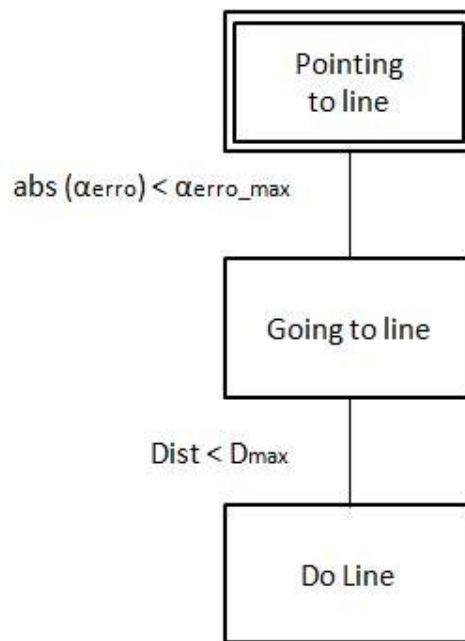 Pointing
to line
abs (αerro) < αerro_max
Going to line
Dist < Dmax
Do Line